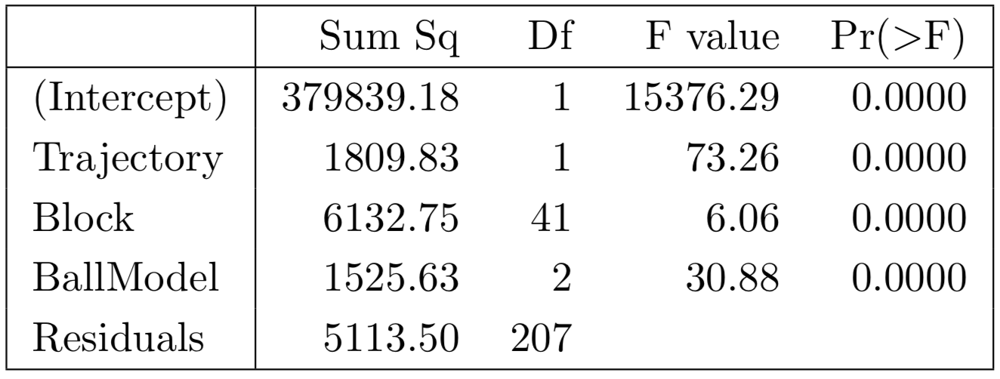 Sum Sq Df F value Pr(>F)
(Intercept) 379839.18 1 15376.29 0.0000
Trajectory 1809.83 1 73.26 0.0000
Block 6132.75 41 6.06 0.0000
BallModel 1525.63 2 30.88 0.0000
Residuals 5113.50 207